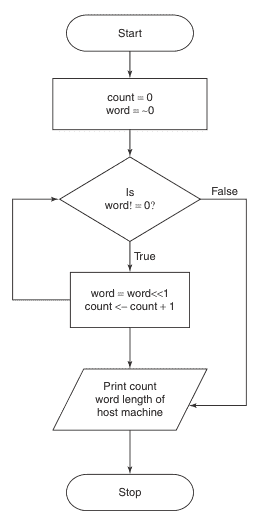 Start
count = 0
word = ~0
Is
word! = 0?
False
True
word = word<<1
count <– count + 1
Print count
word length of
host machine
Stop